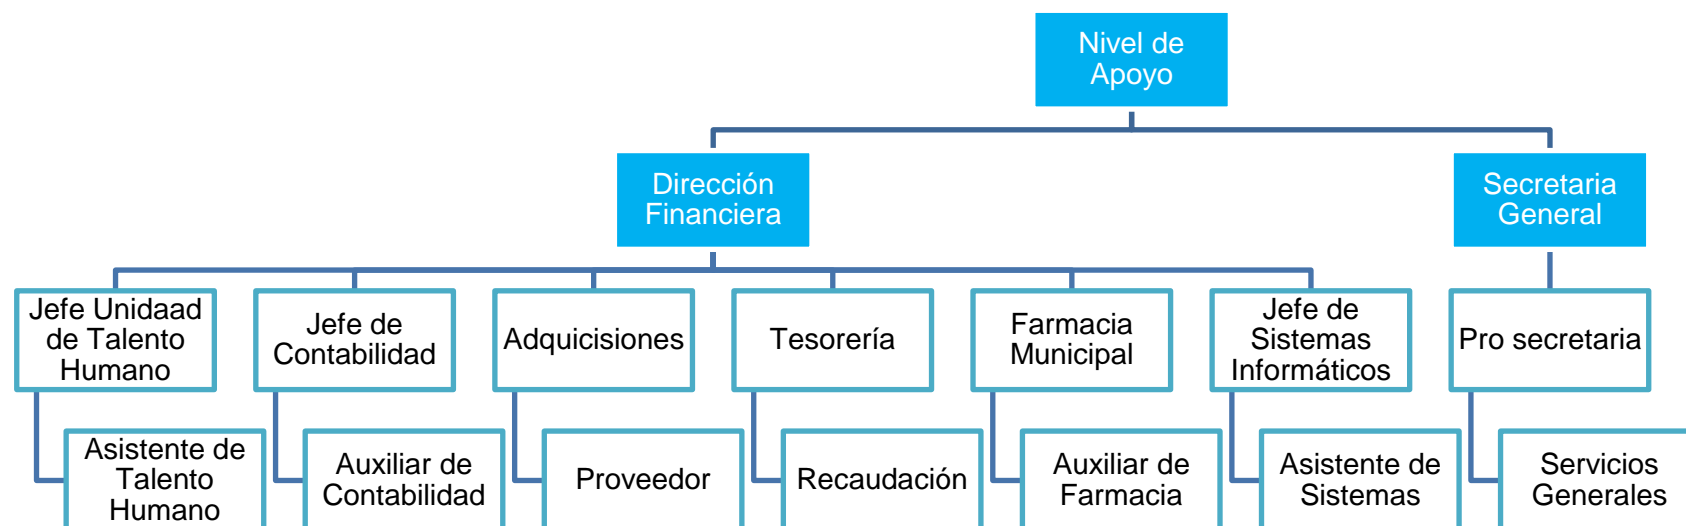 Nivel de
Apoyo
Dirección
Financiera
Secretaria
General
Jefe Unidaad
de Talento
Humano
Jefe de
Contabilidad
Adquicisiones
Tesorería
Farmacia
Municipal
Jefe de
Sistemas
Informáticos
Pro secretaria
Asistente de
Talento
Humano
Auxiliar de
Contabilidad
Proveedor
Recaudación
Auxiliar de
Farmacia
Asistente de
Sistemas
Servicios
Generales